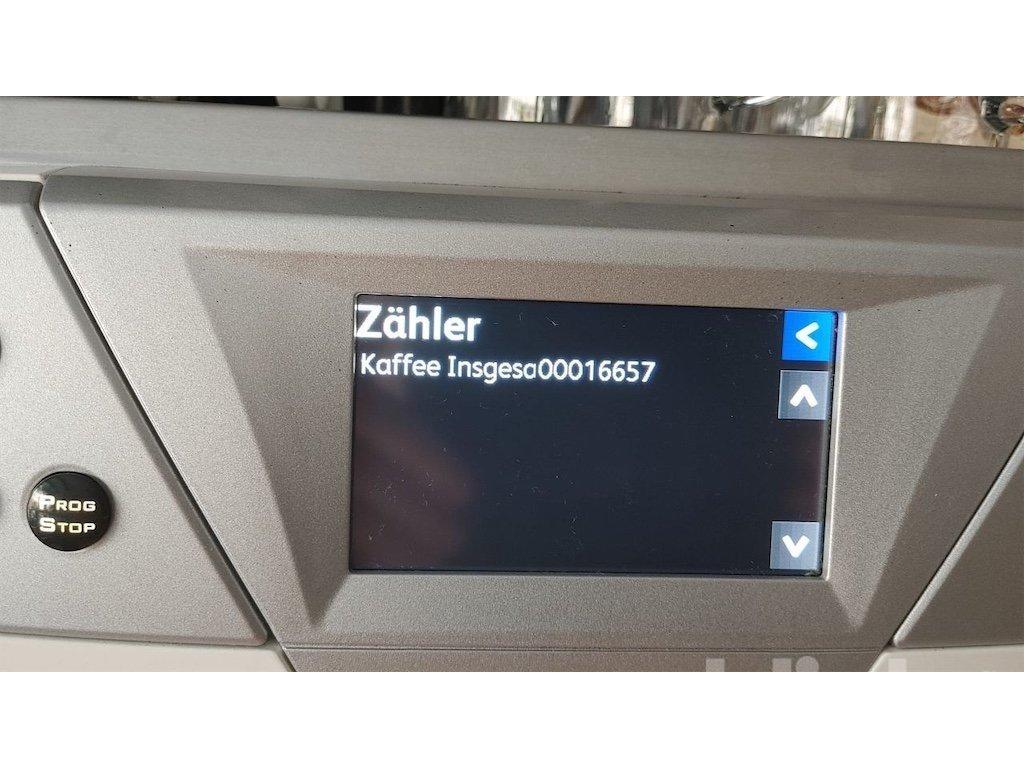 Zähler
Kaffee Insgesa00016657
PROG
STOP